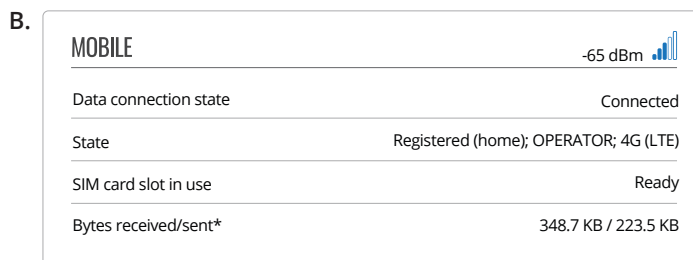 B.
MOBILE -65 dBm
Data connection state Connected
State Registered (home); OPERATOR; 4G (LTE)
SIM card slot in use Ready
Bytes received/sent* 348.7 KB / 223.5 KB